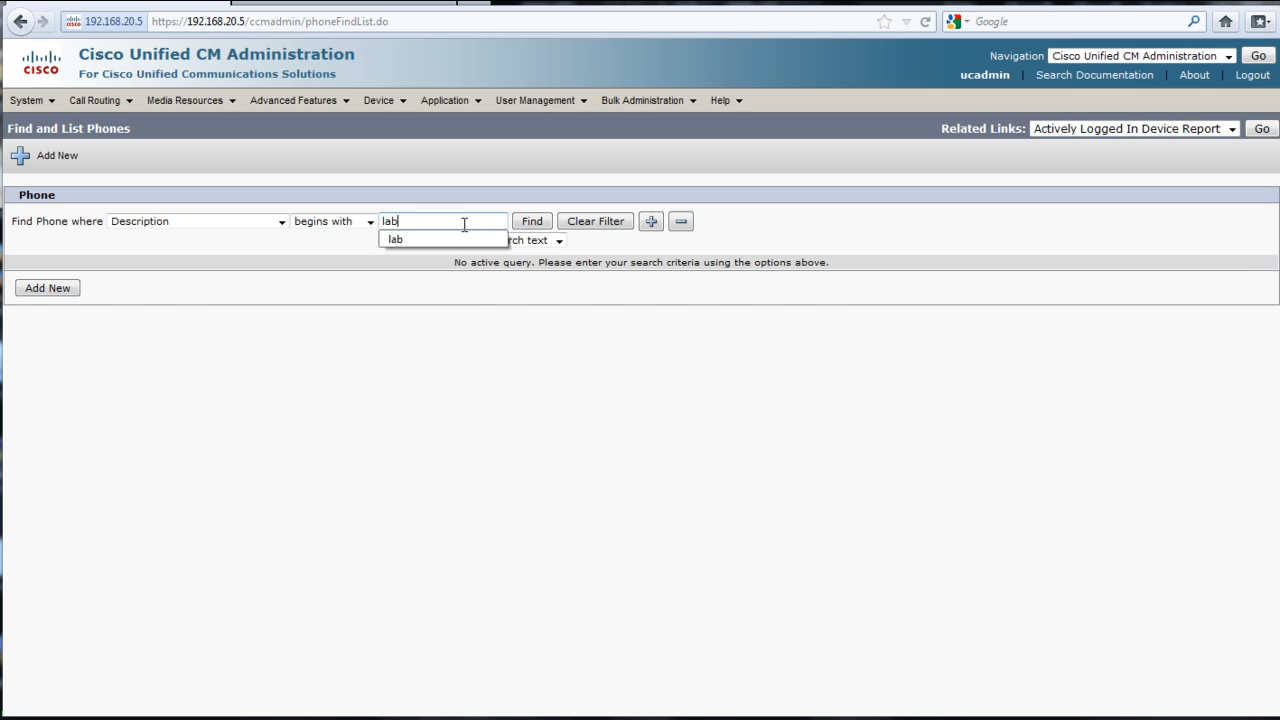 192.168.20.5 https://192.168.20.5/ccmadmin/phoneFindList.do Google
Cisco Unified CM Administration
For Cisco Unified Communications Solutions
CISCO
Navigation Cisco Unified CM Administration Go
ucadmin | Search Documentation | About | Logout
System Call Routing Media Resources Advanced Features Device Application User Management Bulk Administration Help
Find and List Phones Related Links: Actively Logged In Device Report Go
Add New
Phone
Find Phone where Description begins with lab Find Clear Filter
lab rch text
No active query. Please enter your search criteria using the options above.
Add New